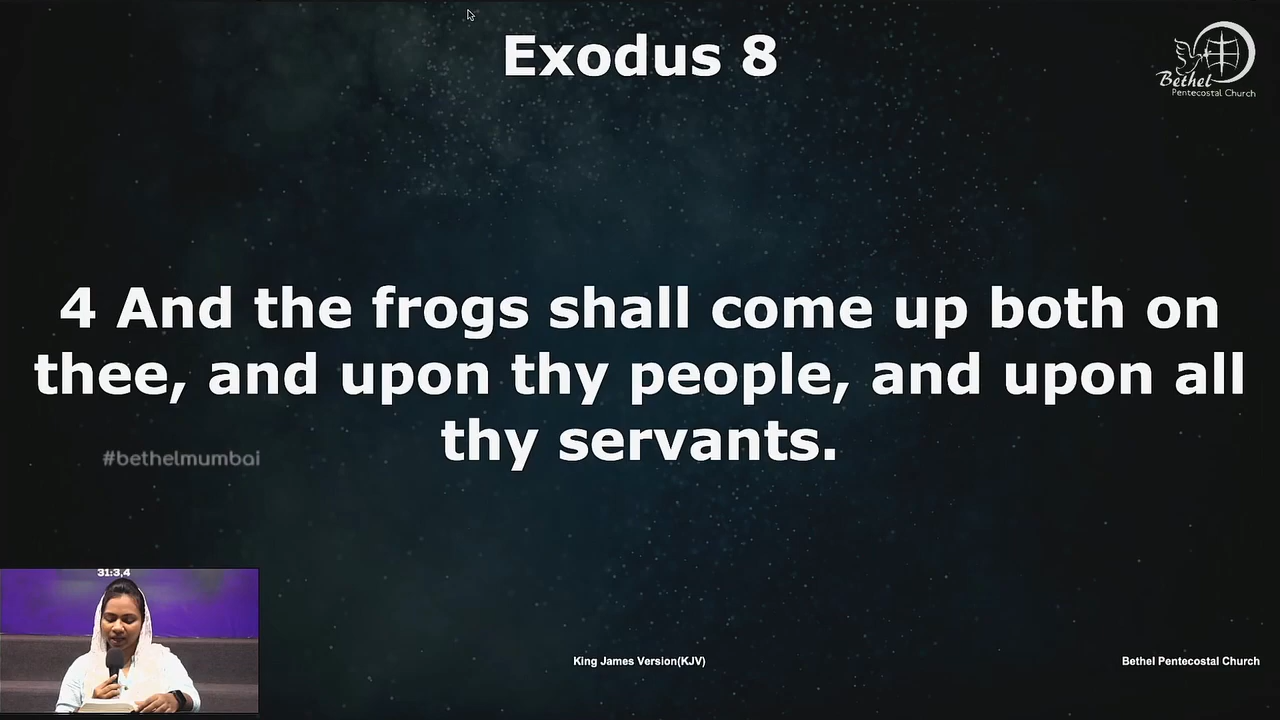 Exodus 8
Bethel
Pentecostal Church
4 And the frogs shall come up both on
thee, and upon thy people, and upon all
thy servants.
#bethelmumbai
31:3,4
King James Version(KJV)
Bethel Pentecostal Church